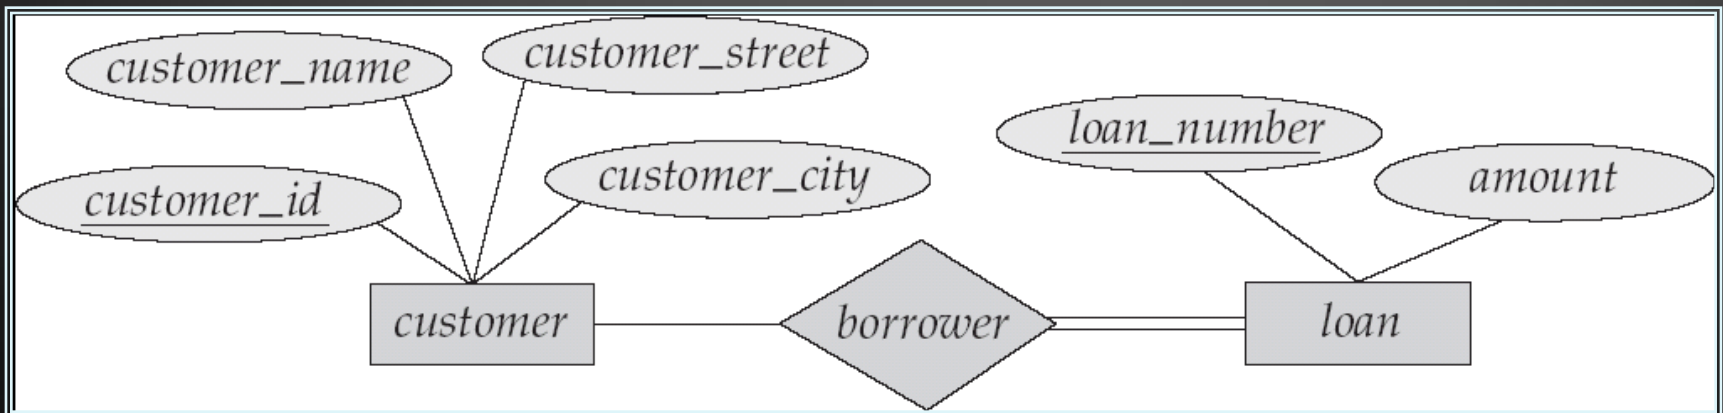 customer_name
customer_street
customer_id
customer_city
loan_number
amount
customer
borrower
loan